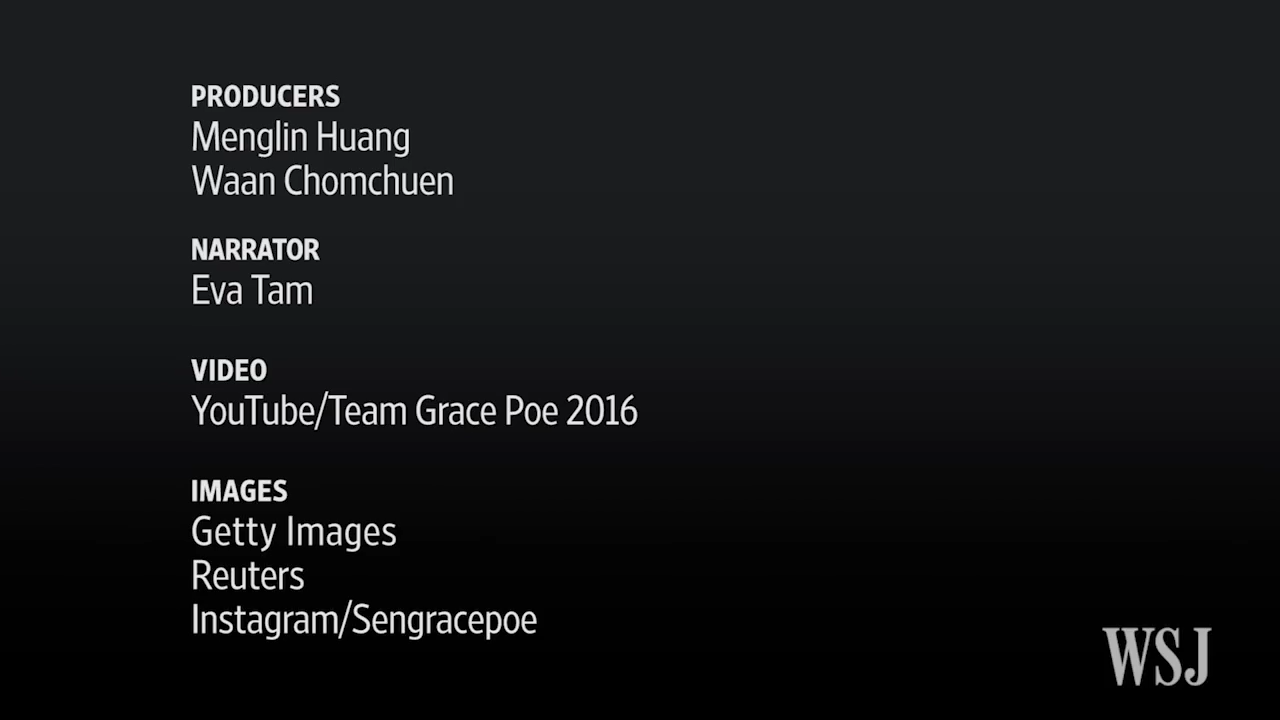 PRODUCERS
Menglin Huang
Waan Chomchuen
NARRATOR
Eva Tam
VIDEO
YouTube/Team Grace Poe 2016
IMAGES
Getty Images
Reuters
Instagram/Sengracepoe
WSJ